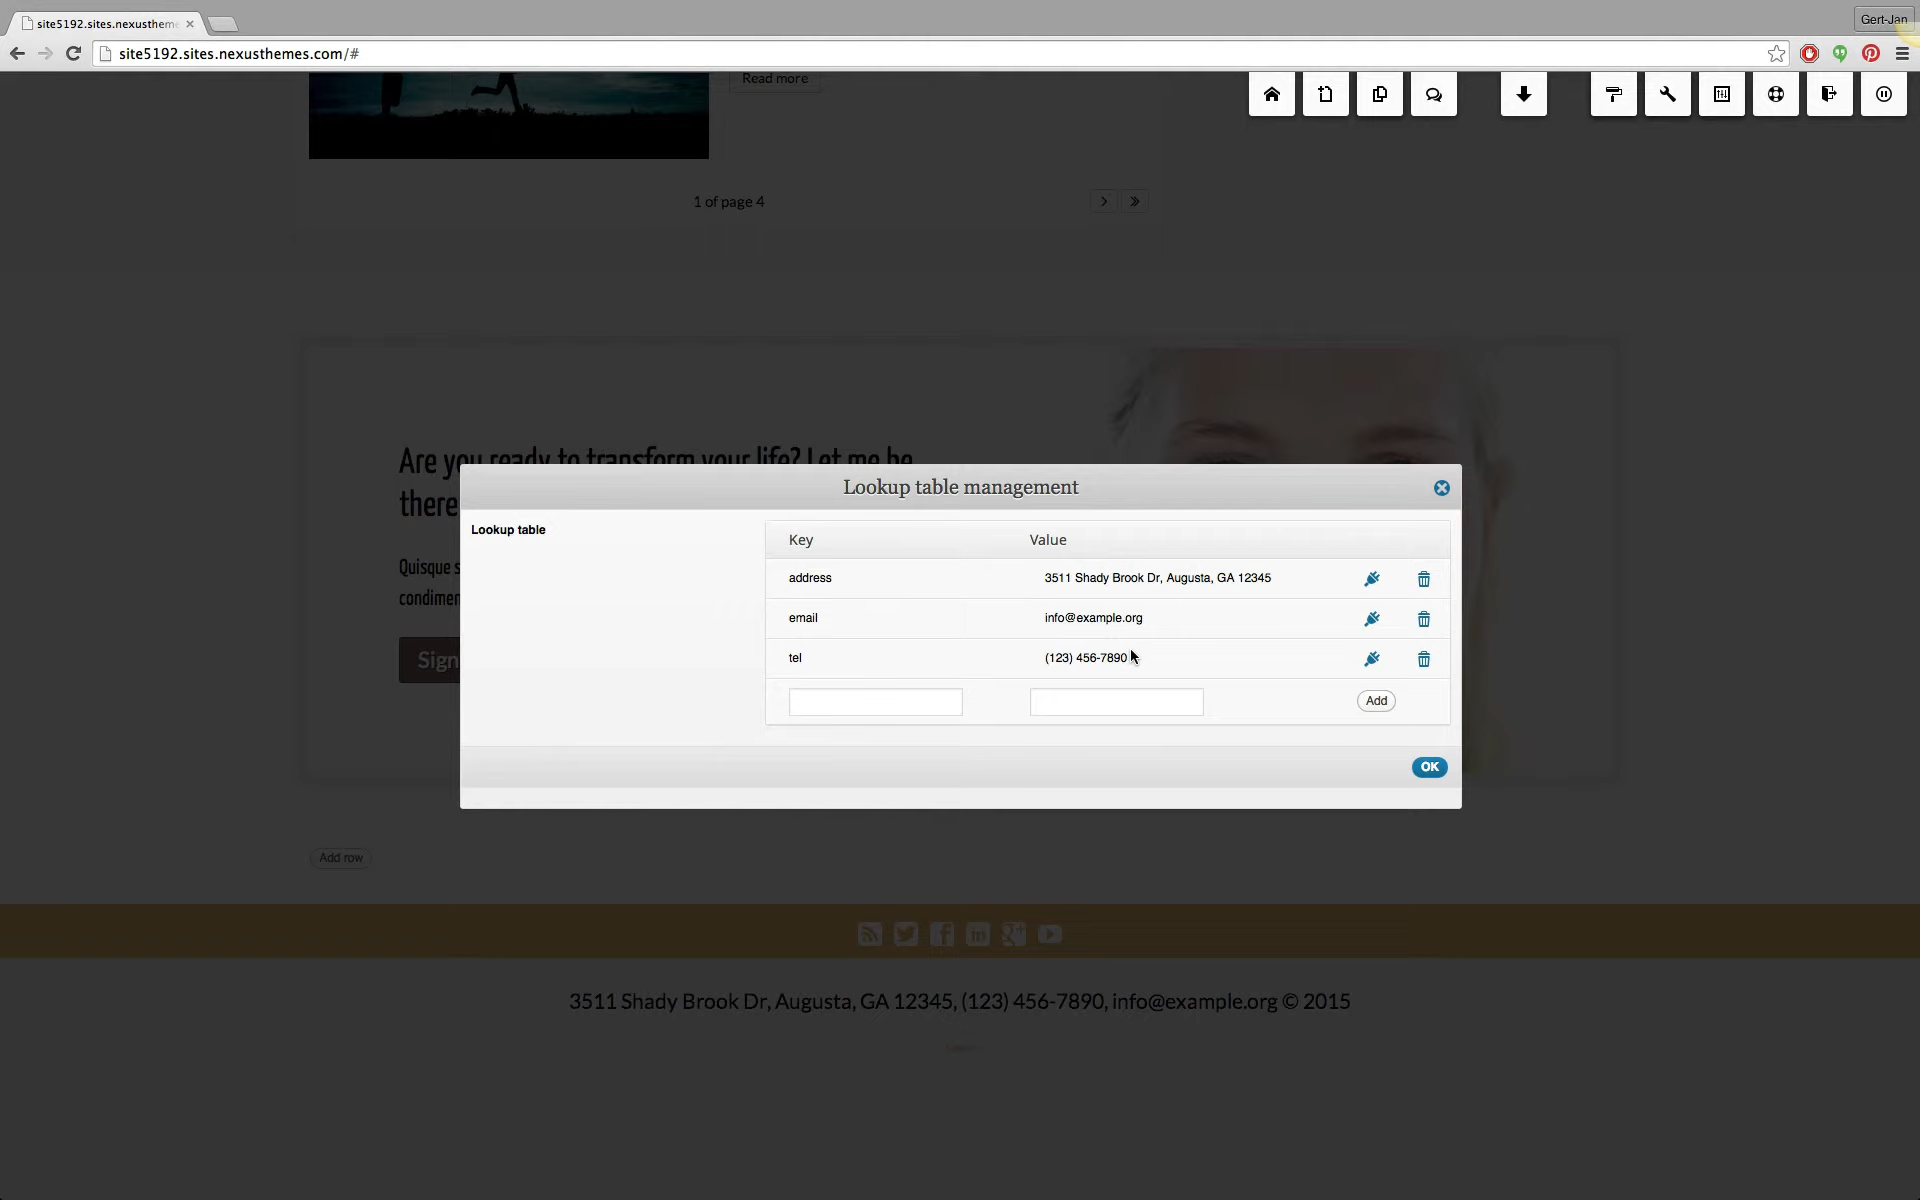 site5192.sites.nexustheme
Gert-Jan
site5192.sites.nexusthemes.com/#
Read more
1 of page 4
Are you ready to transform your life? Let me be
there
Quisque s
condimen
Sign
Lookup table management
Lookup table
Key Value
address 3511 Shady Brook Dr, Augusta, GA 12345
email info@example.org
tel (123) 456-7890
Add
OK
Add row
3511 Shady Brook Dr, Augusta, GA 12345, (123) 456-7890, info@example.org © 2015